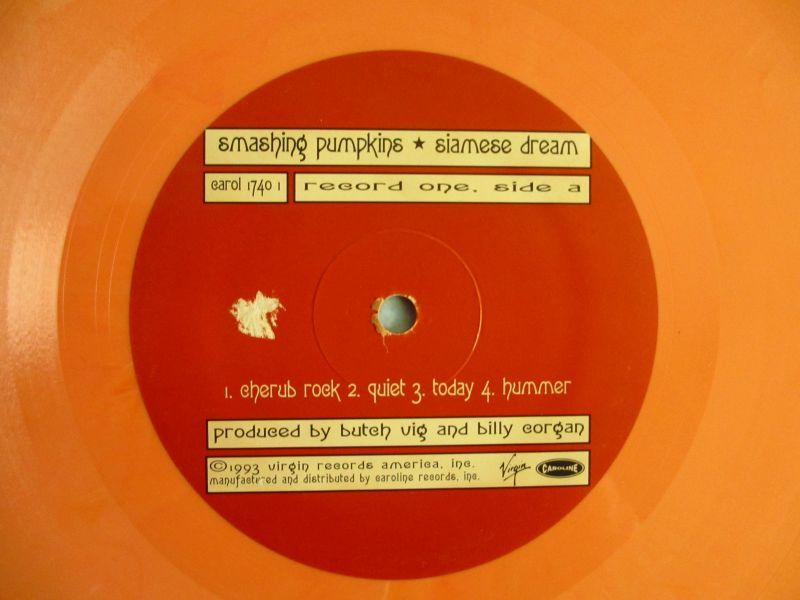 smashing pumpkins ★ siamese dream
carol 1740 1
record one, side a
1. cherub rock 2. quiet 3. today 4. hummer
produced by butch vig and billy corgan
©1993 virgin records america, inc.
manufactured and distributed by caroline records, inc.
Virgin
CAROLINE